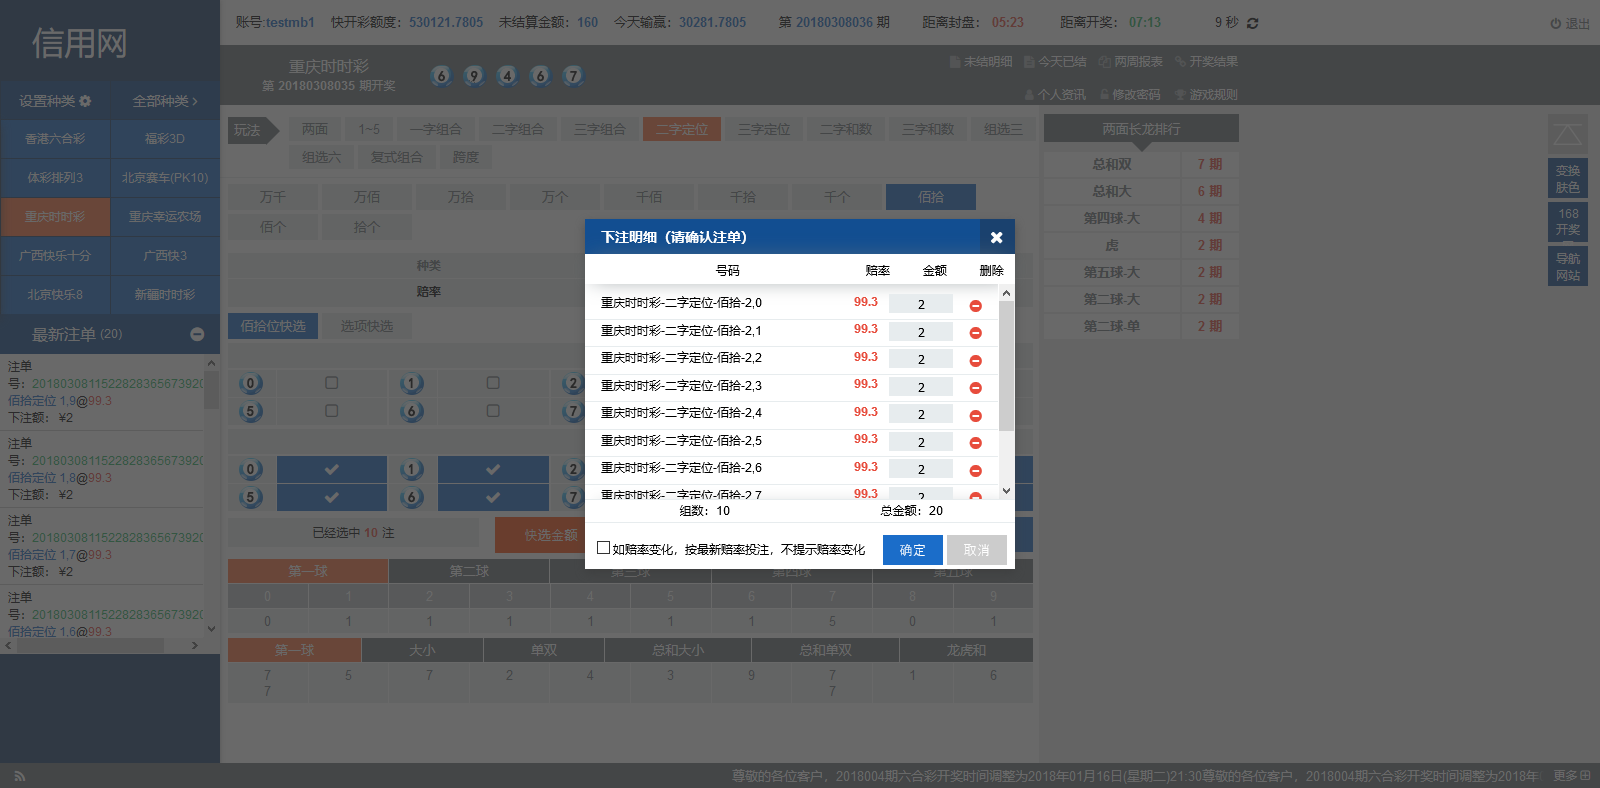 信用网
账号:testmb1 快开彩额度：530121.7805 未结算金额：160 今天输赢：30281.7805 第 20180308036 期 距离封盘：05:23 距离开奖：07:13 9 秒 退出
重庆时时彩
第 20180308035 期开奖
6 9 4 6 7
未结明细 今天已结 两周报表 开奖结果
个人资讯 修改密码 游戏规则
设置种类 全部种类
香港六合彩 福彩3D
体彩排列3 北京赛车(PK10)
重庆时时彩 重庆幸运农场
广西快乐十分 广西快3
北京快乐8 新疆时时彩
最新注单 (20)
注单
号：2018030811522828365673920
佰拾定位 1,9@99.3
下注额： ¥2
注单
号：2018030811522828365673920
佰拾定位 1,8@99.3
下注额： ¥2
注单
号：2018030811522828365673920
佰拾定位 1,7@99.3
下注额： ¥2
注单
号：2018030811522828365673920
佰拾定位 1,6@99.3
玩法 两面 1~5 一字组合 二字组合 三字组合 二字定位 三字定位 二字和数 三字和数 组选三
组选六 复式组合 跨度
万千 万佰 万拾 万个 千佰 千拾 千个 佰拾
佰个 拾个
种类
赔率
佰拾位快选 选项快选
0 1 2
5 6 7
0 1 2
5 6 7
已经选中 10 注 快选金额
第一球 第二球 第三球 第四球 第五球
0 1 2 3 4 5 6 7 8 9
0 1 1 1 1 1 1 5 0 1
第一球 大小 单双 总和大小 总和单双 龙虎和
7 5 7 2 4 3 9 7 1 6
7 7
下注明细（请确认注单）
号码 赔率 金额 删除
重庆时时彩-二字定位-佰拾-2,0 99.3 2
重庆时时彩-二字定位-佰拾-2,1 99.3 2
重庆时时彩-二字定位-佰拾-2,2 99.3 2
重庆时时彩-二字定位-佰拾-2,3 99.3 2
重庆时时彩-二字定位-佰拾-2,4 99.3 2
重庆时时彩-二字定位-佰拾-2,5 99.3 2
重庆时时彩-二字定位-佰拾-2,6 99.3 2
重庆时时彩-二字定位-佰拾-2,7 99.3 2
组数：10 总金额：20
如赔率变化，按最新赔率投注，不提示赔率变化 确定 取消
两面长龙排行
总和双 7 期
总和大 6 期
第四球-大 4 期
虎 2 期
第五球-大 2 期
第二球-大 2 期
第二球-单 2 期
变换
肤色
168
开奖
导航
网站
尊敬的各位客户，2018004期六合彩开奖时间调整为2018年01月16日(星期二)21:30尊敬的各位客户，2018004期六合彩开奖时间调整为2018年 更多